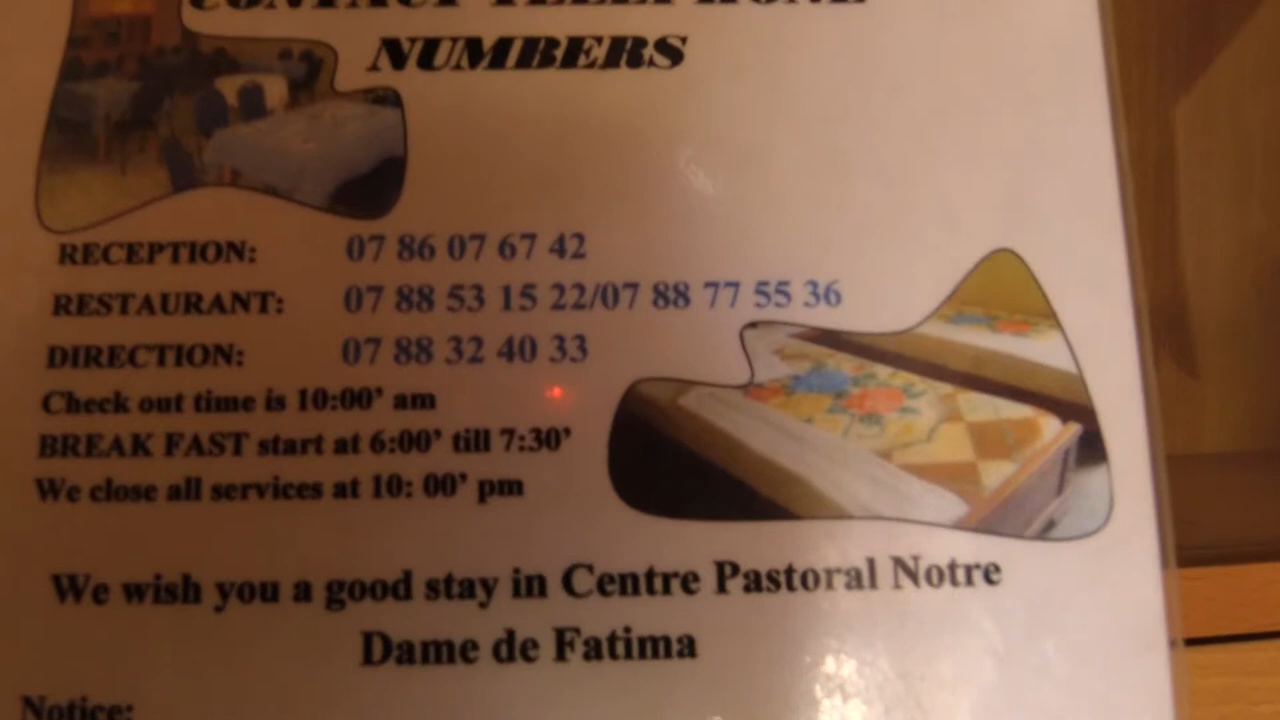 CONTACT TELEPHONE
NUMBERS
RECEPTION: 07 86 07 67 42
RESTAURANT: 07 88 53 15 22/07 88 77 55 36
DIRECTION: 07 88 32 40 33
Check out time is 10:00’ am
BREAK FAST start at 6:00’ till 7:30’
We close all services at 10: 00’ pm
We wish you a good stay in Centre Pastoral Notre
Dame de Fatima
Notice: